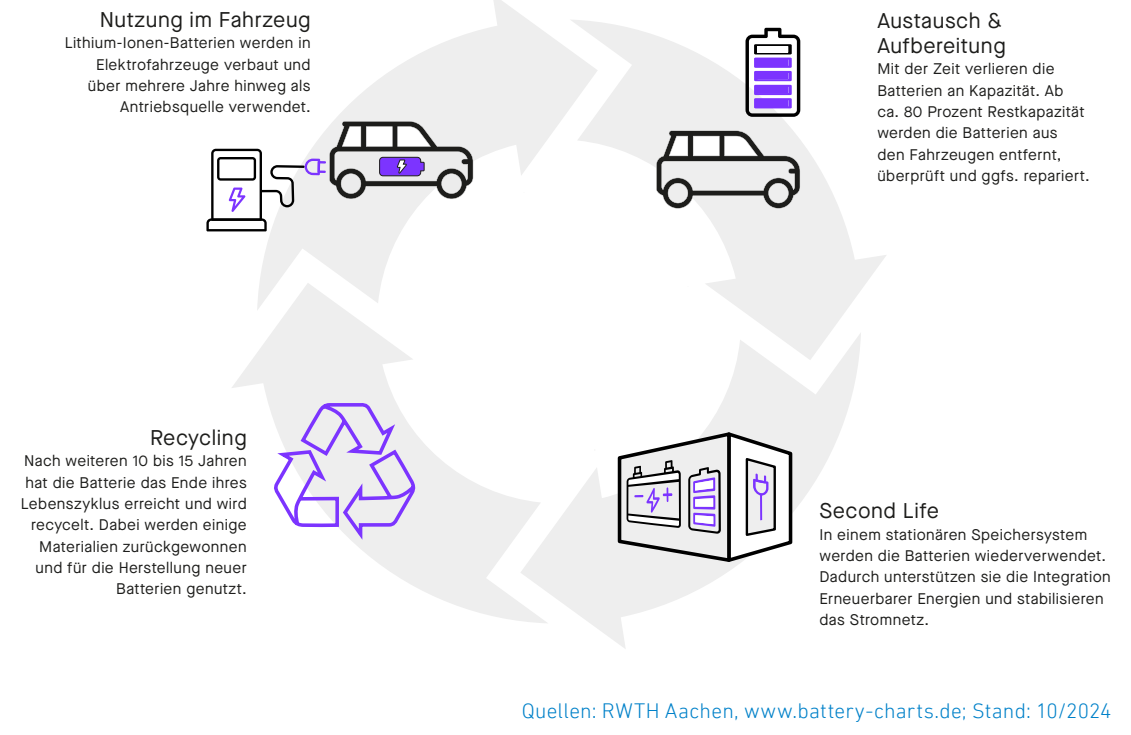 Nutzung im Fahrzeug
Lithium-Ionen-Batterien werden in
Elektrofahrzeuge verbaut und
über mehrere Jahre hinweg als
Antriebsquelle verwendet.
Austausch &
Aufbereitung
Mit der Zeit verlieren die
Batterien an Kapazität. Ab
ca. 80 Prozent Restkapazität
werden die Batterien aus
den Fahrzeugen entfernt,
überprüft und ggfs. repariert.
Second Life
In einem stationären Speichersystem
werden die Batterien wiederverwendet.
Dadurch unterstützen sie die Integration
Erneuerbarer Energien und stabilisieren
das Stromnetz.
Recycling
Nach weiteren 10 bis 15 Jahren
hat die Batterie das Ende ihres
Lebenszyklus erreicht und wird
recycelt. Dabei werden einige
Materialien zurückgewonnen
und für die Herstellung neuer
Batterien genutzt.
Quellen: RWTH Aachen, www.battery-charts.de; Stand: 10/2024